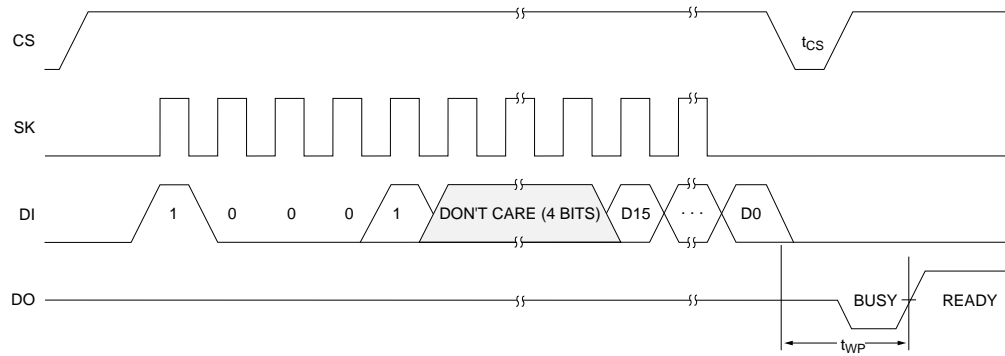 CS
tCS
SK
DI 1 0 0 0 1 DON'T CARE (4 BITS) D15 . . . D0
DO BUSY READY
tWP